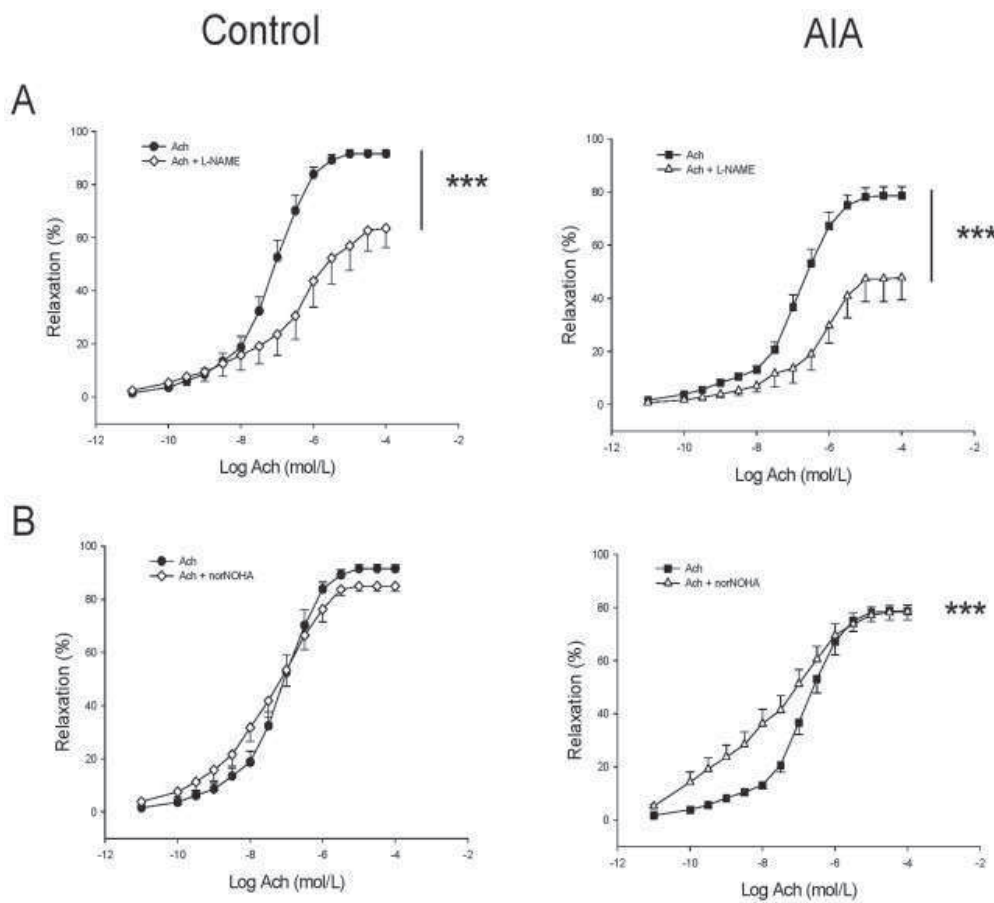 Control
AIA
A
Ach
Ach + L-NAME
***
Relaxation (%)
100
80
60
40
20
0
-12
-10
-8
-6
-4
-2
Log Ach (mol/L)
Ach
Ach + L-NAME
***
Relaxation (%)
100
80
60
40
20
0
-12
-10
-8
-6
-4
-2
Log Ach (mol/L)
B
Ach
Ach + norNOHA
Relaxation (%)
100
80
60
40
20
0
-12
-10
-8
-6
-4
-2
Log Ach (mol/L)
Ach
Ach + norNOHA
***
Relaxation (%)
100
80
60
40
20
0
-12
-10
-8
-6
-4
-2
Log Ach (mol/L)